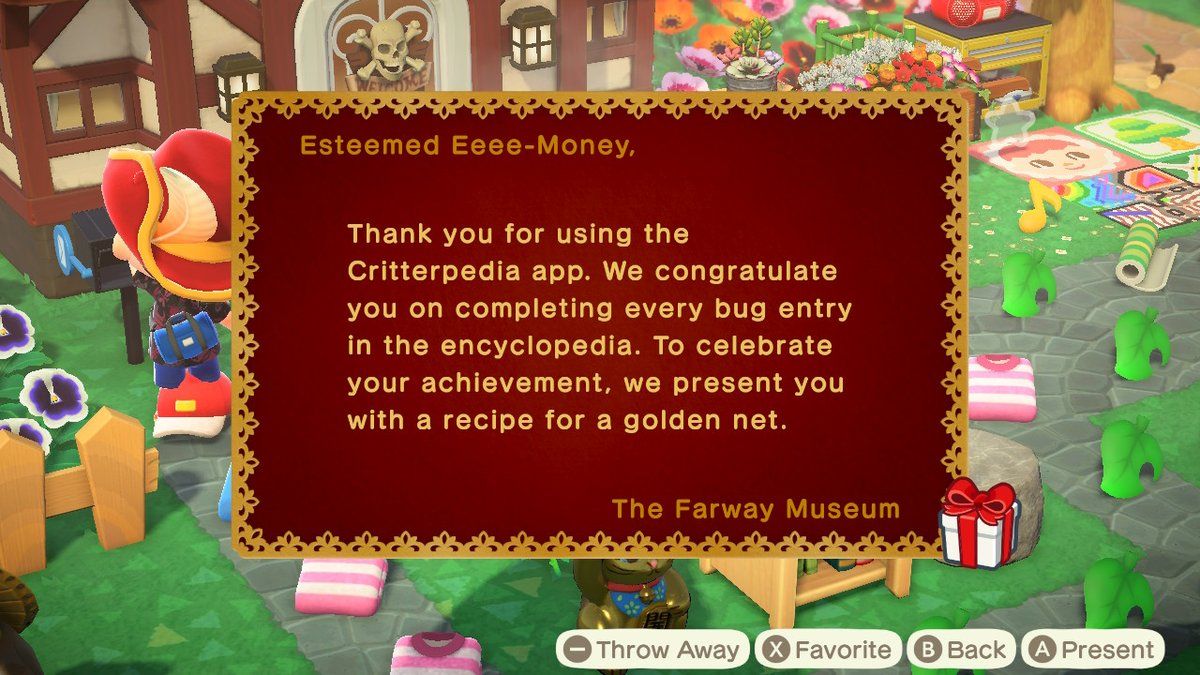 WELCOME
Esteemed Eeee-Money,
Thank you for using the
Critterpedia app. We congratulate
you on completing every bug entry
in the encyclopedia. To celebrate
your achievement, we present you
with a recipe for a golden net.
The Farway Museum
開
- Throw Away
X Favorite
B Back
A Present